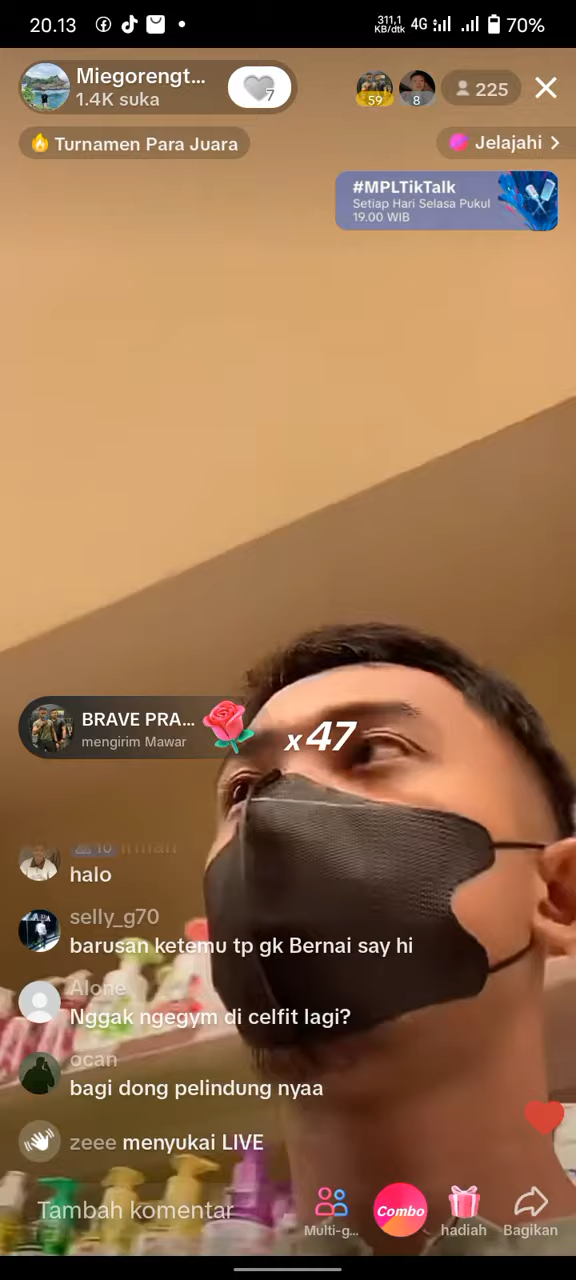 20.13
311,1
KB/dtk
4G
70%
Miegorengt...
1.4K suka
7
59
8
225
Turnamen Para Juara
Jelajahi
#MPLTikTalk
Setiap Hari Selasa Pukul
19.00 WIB
BRAVE PRA...
mengirim Mawar
x47
10 irman
halo
selly_g70
barusan ketemu tp gk Bernai say hi
Alone
Nggak ngegym di celfit lagi?
ocan
bagi dong pelindung nyaa
zeee menyukai LIVE
Tambah komentar
Multi-g...
Combo
hadiah
Bagikan